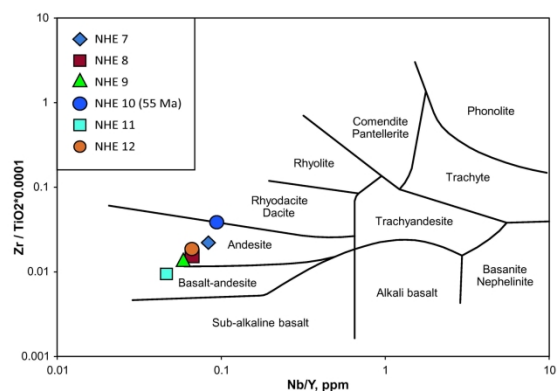 10
1
0.1
0.01
0.001
Zr / TiO2*0.0001
NHE 7
NHE 8
NHE 9
NHE 10 (55 Ma)
NHE 11
NHE 12
Phonolite
Comendite
Pantellerite
Rhyolite
Trachyte
Rhyodacite
Dacite
Trachyandesite
Andesite
Basalt-andesite
Basanite
Nephelinite
Alkali basalt
Sub-alkaline basalt
0.01
0.1
1
10
Nb/Y, ppm